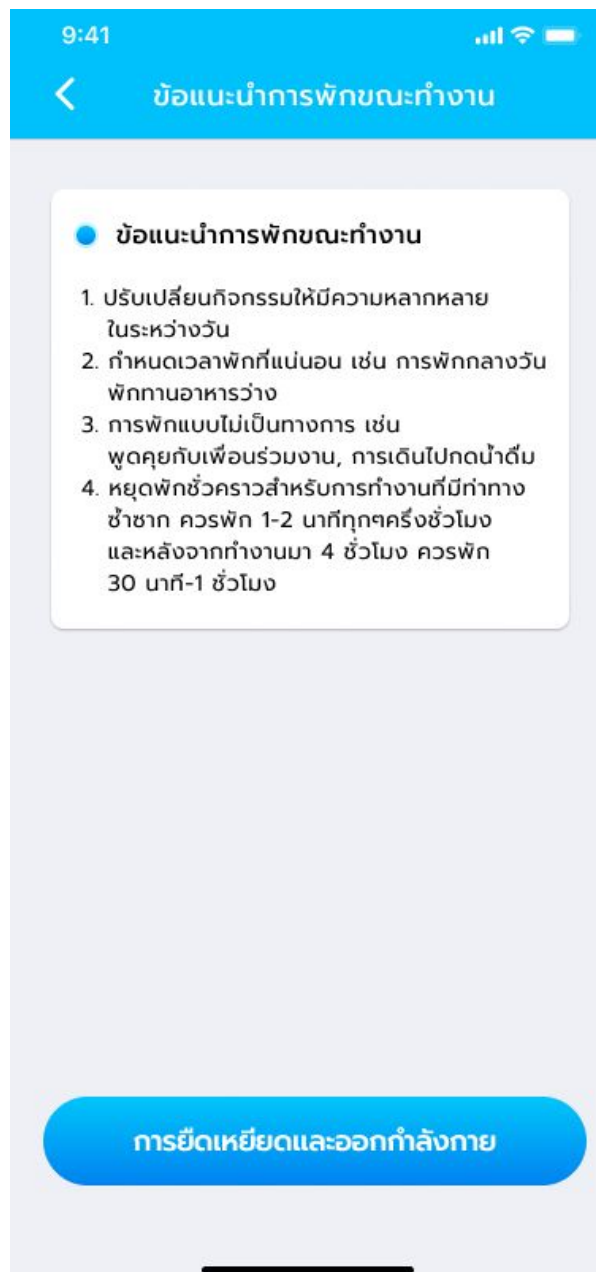 9:41
ข้อแนะนำการพักขณะทำงาน
ข้อแนะนำการพักขณะทำงาน
1. ปรับเปลี่ยนกิจกรรมให้มีความหลากหลาย
ในระหว่างวัน
2. กำหนดเวลาพักที่แน่นอน เช่น การพักกลางวัน
พักทานอาหารว่าง
3. การพักแบบไม่เป็นทางการ เช่น
พูดคุยกับเพื่อนร่วมงาน, การเดินไปกดน้ำดื่ม
4. หยุดพักชั่วคราวสำหรับการทำงานที่มีท่าทาง
ซ้ำซาก ควรพัก 1-2 นาทีทุกๆครึ่งชั่วโมง
และหลังจากทำงานมา 4 ชั่วโมง ควรพัก
30 นาที-1 ชั่วโมง
การยืดเหยียดและออกกำลังกาย